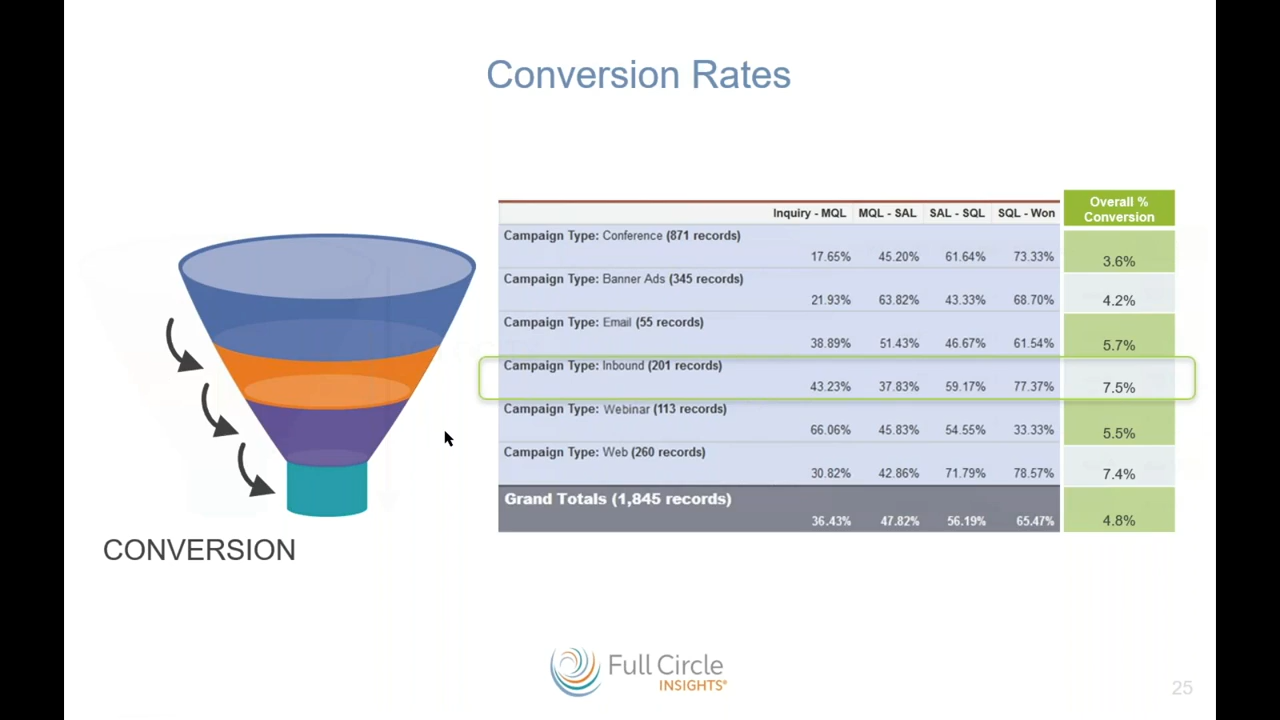 Conversion Rates
Inquiry - MQL MQL - SAL SAL - SQL SQL - Won Overall % Conversion
Campaign Type: Conference (871 records)
17.65% 45.20% 61.64% 73.33% 3.6%
Campaign Type: Banner Ads (345 records)
21.93% 63.82% 43.33% 68.70% 4.2%
Campaign Type: Email (55 records)
38.89% 51.43% 46.67% 61.54% 5.7%
Campaign Type: Inbound (201 records)
43.23% 37.83% 59.17% 77.37% 7.5%
Campaign Type: Webinar (113 records)
66.06% 45.83% 54.55% 33.33% 5.5%
Campaign Type: Web (260 records)
30.82% 42.86% 71.79% 78.57% 7.4%
Grand Totals (1,845 records)
36.43% 47.82% 56.19% 65.47% 4.8%
CONVERSION
Full Circle
INSIGHTS®
25